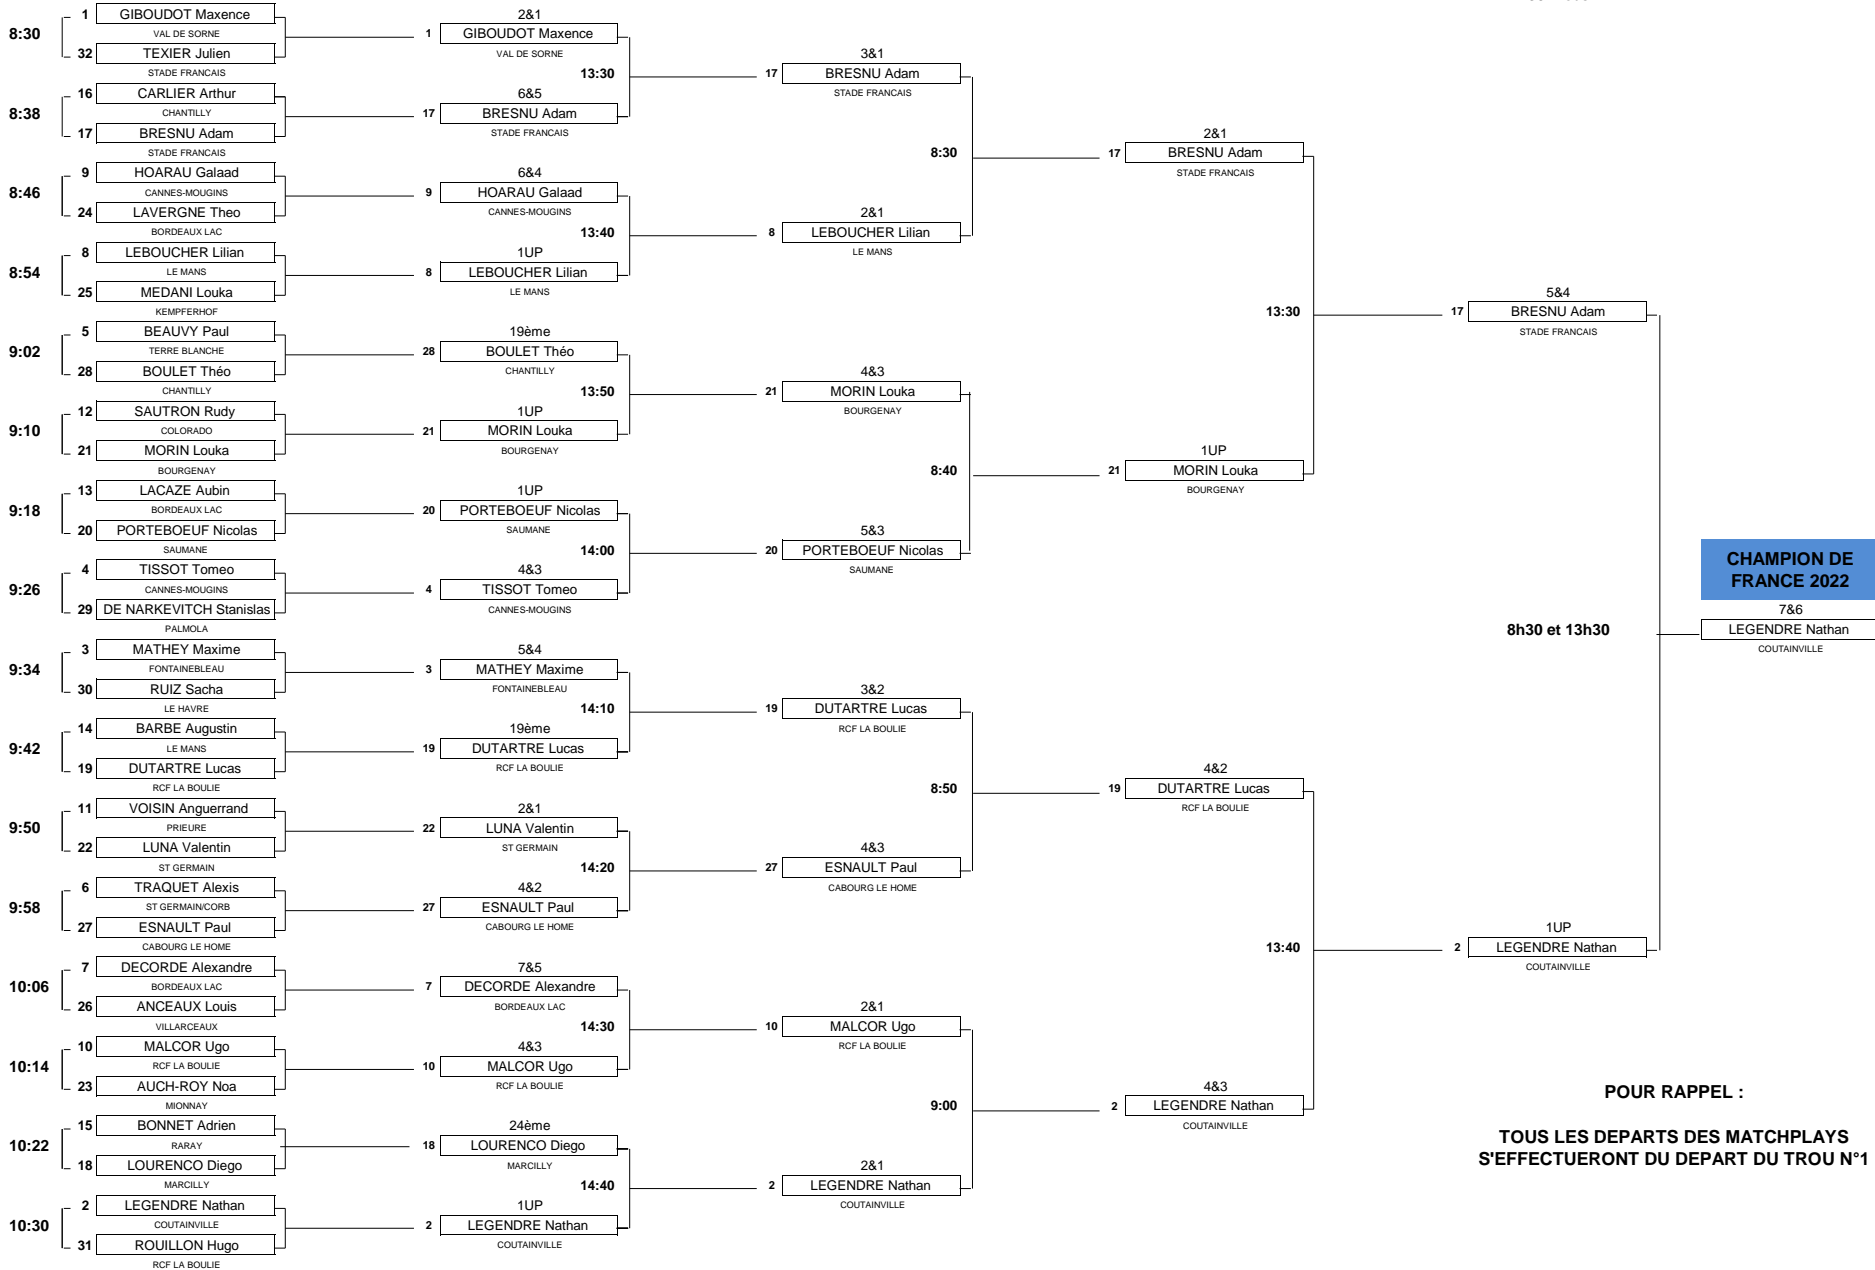 8:30
1 GIBOUDOT Maxence
VAL DE SORNE
32 TEXIER Julien
STADE FRANCAIS
8:38
16 CARLIER Arthur
CHANTILLY
17 BRESNU Adam
STADE FRANCAIS
8:46
9 HOARAU Galaad
CANNES-MOUGINS
24 LAVERGNE Theo
BORDEAUX LAC
8:54
8 LEBOUCHER Lilian
LE MANS
25 MEDANI Louka
KEMPFERHOF
9:02
5 BEAUVY Paul
TERRE BLANCHE
28 BOULET Théo
CHANTILLY
9:10
12 SAUTRON Rudy
COLORADO
21 MORIN Louka
BOURGENAY
9:18
13 LACAZE Aubin
BORDEAUX LAC
20 PORTEBOEUF Nicolas
SAUMANE
9:26
4 TISSOT Tomeo
CANNES-MOUGINS
29 DE NARKEVITCH Stanislas
PALMOLA
9:34
3 MATHEY Maxime
FONTAINEBLEAU
30 RUIZ Sacha
LE HAVRE
9:42
14 BARBE Augustin
LE MANS
19 DUTARTRE Lucas
RCF LA BOULIE
9:50
11 VOISIN Anguerrand
PRIEURE
22 LUNA Valentin
ST GERMAIN
9:58
6 TRAQUET Alexis
ST GERMAIN/CORB
27 ESNAULT Paul
CABOURG LE HOME
10:06
7 DECORDE Alexandre
BORDEAUX LAC
26 ANCEAUX Louis
VILLARCEAUX
10:14
10 MALCOR Ugo
RCF LA BOULIE
23 AUCH-ROY Noa
MIONNAY
10:22
15 BONNET Adrien
RARAY
18 LOURENCO Diego
MARCILLY
10:30
2 LEGENDRE Nathan
COUTAINVILLE
31 ROUILLON Hugo
RCF LA BOULIE
2&1
1 GIBOUDOT Maxence
VAL DE SORNE
13:30
6&5
17 BRESNU Adam
STADE FRANCAIS
6&4
9 HOARAU Galaad
CANNES-MOUGINS
13:40
1UP
8 LEBOUCHER Lilian
LE MANS
19ème
28 BOULET Théo
CHANTILLY
13:50
1UP
21 MORIN Louka
BOURGENAY
1UP
20 PORTEBOEUF Nicolas
SAUMANE
14:00
4&3
4 TISSOT Tomeo
CANNES-MOUGINS
5&4
3 MATHEY Maxime
FONTAINEBLEAU
14:10
19ème
19 DUTARTRE Lucas
RCF LA BOULIE
2&1
22 LUNA Valentin
ST GERMAIN
14:20
4&2
27 ESNAULT Paul
CABOURG LE HOME
7&5
7 DECORDE Alexandre
BORDEAUX LAC
14:30
4&3
10 MALCOR Ugo
RCF LA BOULIE
24ème
18 LOURENCO Diego
MARCILLY
14:40
1UP
2 LEGENDRE Nathan
COUTAINVILLE
3&1
17 BRESNU Adam
STADE FRANCAIS
8:30
2&1
8 LEBOUCHER Lilian
LE MANS
4&3
21 MORIN Louka
BOURGENAY
8:40
5&3
20 PORTEBOEUF Nicolas
SAUMANE
3&2
19 DUTARTRE Lucas
RCF LA BOULIE
8:50
4&3
27 ESNAULT Paul
CABOURG LE HOME
2&1
10 MALCOR Ugo
RCF LA BOULIE
9:00
2&1
2 LEGENDRE Nathan
COUTAINVILLE
2&1
17 BRESNU Adam
STADE FRANCAIS
13:30
1UP
21 MORIN Louka
BOURGENAY
4&2
19 DUTARTRE Lucas
RCF LA BOULIE
13:40
4&3
2 LEGENDRE Nathan
COUTAINVILLE
5&4
17 BRESNU Adam
STADE FRANCAIS
8h30 et 13h30
1UP
2 LEGENDRE Nathan
COUTAINVILLE
CHAMPION DE
FRANCE 2022
7&6
LEGENDRE Nathan
COUTAINVILLE
POUR RAPPEL :
TOUS LES DEPARTS DES MATCHPLAYS
S'EFFECTUERONT DU DEPART DU TROU N°1